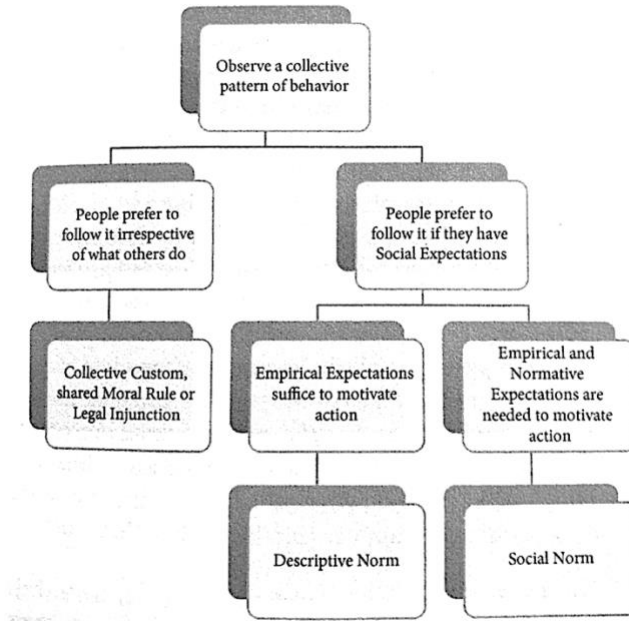 Observe a collective
pattern of behavior
People prefer to
follow it irrespective
of what others do
People prefer to
follow it if they have
Social Expectations
Collective Custom,
shared Moral Rule or
Legal Injunction
Empirical Expectations
suffice to motivate
action
Empirical and
Normative
Expectations are
needed to motivate
action
Descriptive Norm
Social Norm